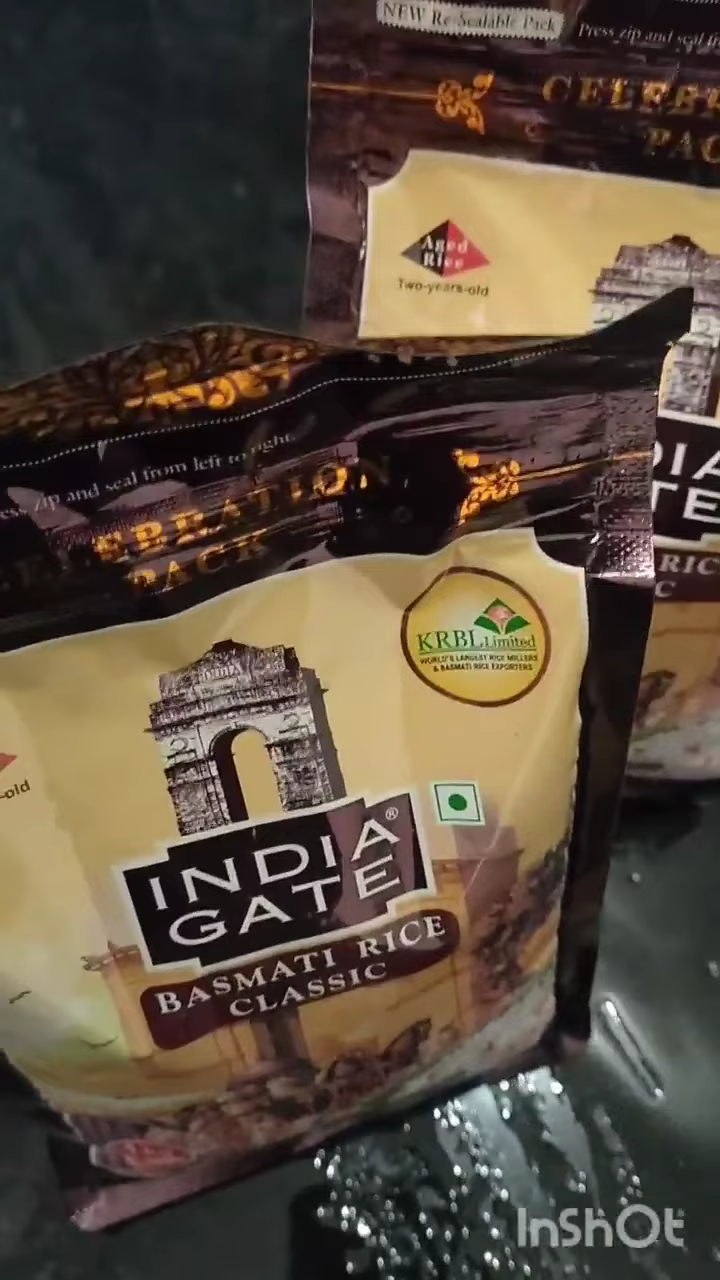 NEW Re-Sealable Pack
Press zip and seal
Aged
Rice
Two-years-old
zip and seal from left to right.
PACK
KRBL Limited
WORLD'S LARGEST RICE MILLERS
& BASMATI RICE EXPORTERS
-old
INDIA®
GATE
BASMATI RICE
CLASSIC
InShOt